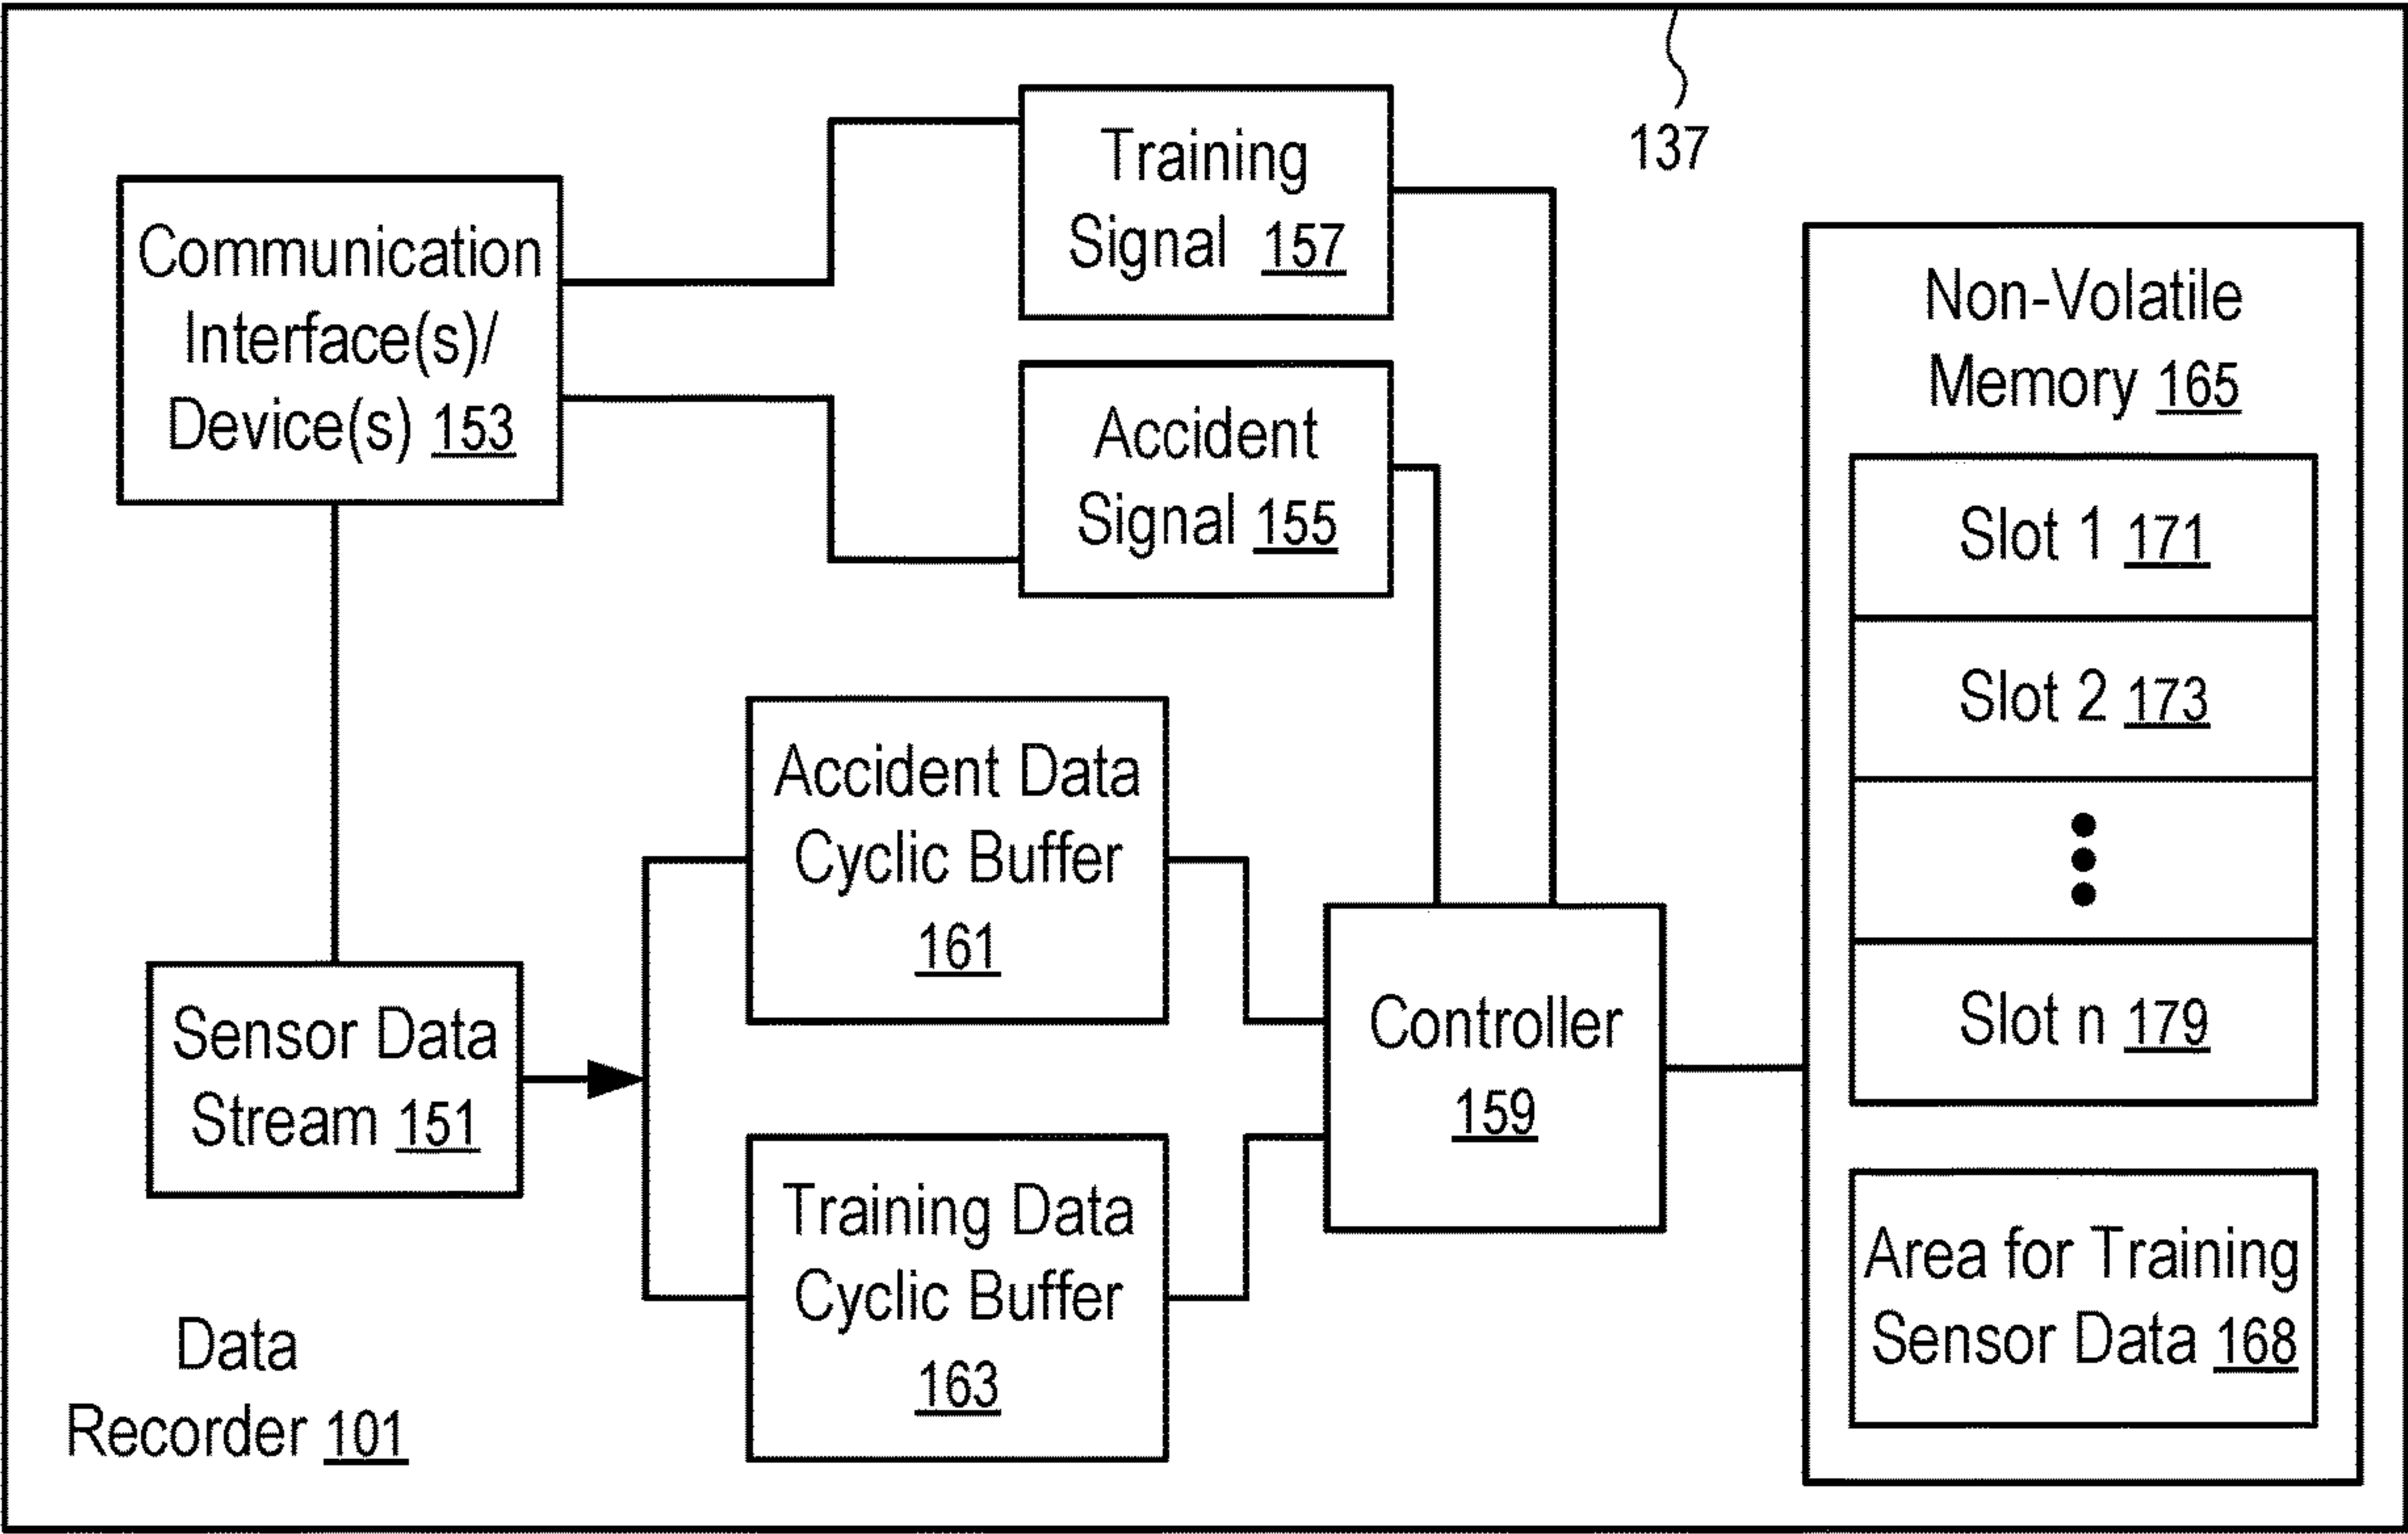 137
Training
Signal 157
Communication
Interface(s)/
Device(s) 153
Accident
Signal 155
Non-Volatile
Memory 165
Slot 1 171
Slot 2 173
Slot n 179
Area for Training
Sensor Data 168
Accident Data
Cyclic Buffer
161
Controller
159
Sensor Data
Stream 151
Training Data
Cyclic Buffer
163
Data
Recorder 101